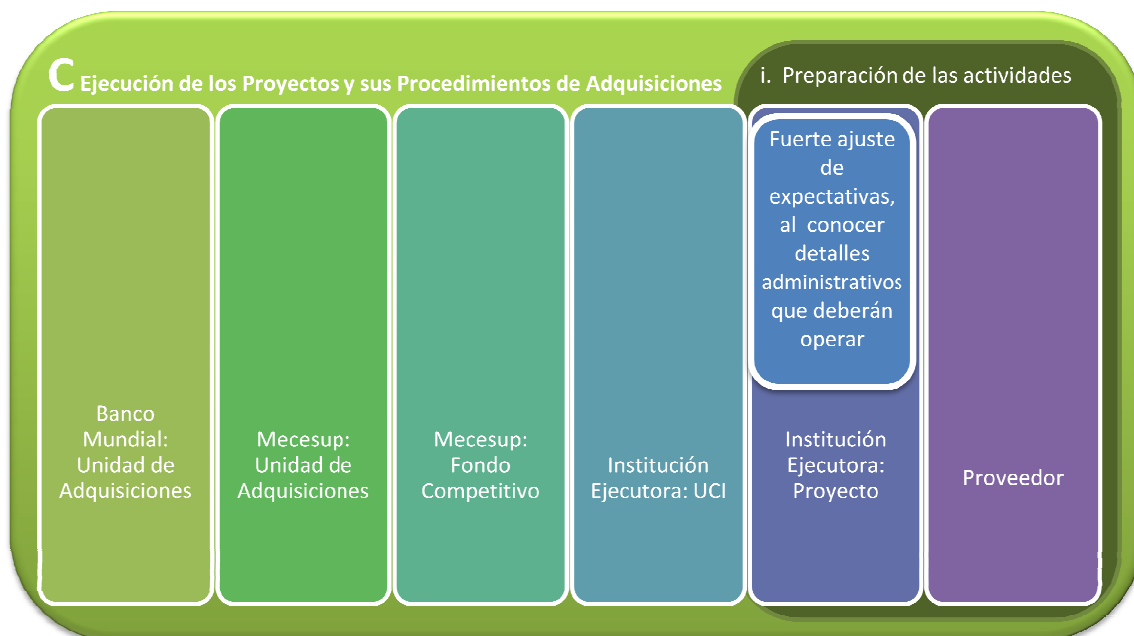 C Ejecución de los Proyectos y sus Procedimientos de Adquisiciones
i. Preparación de las actividades
Fuerte ajuste
de
expectativas,
al conocer
detalles
administrativos
que deberán
operar
Banco
Mundial:
Unidad de
Adquisiciones
Mecesup:
Unidad de
Adquisiciones
Mecesup:
Fondo
Competitivo
Institución
Ejecutora: UCI
Institución
Ejecutora:
Proyecto
Proveedor